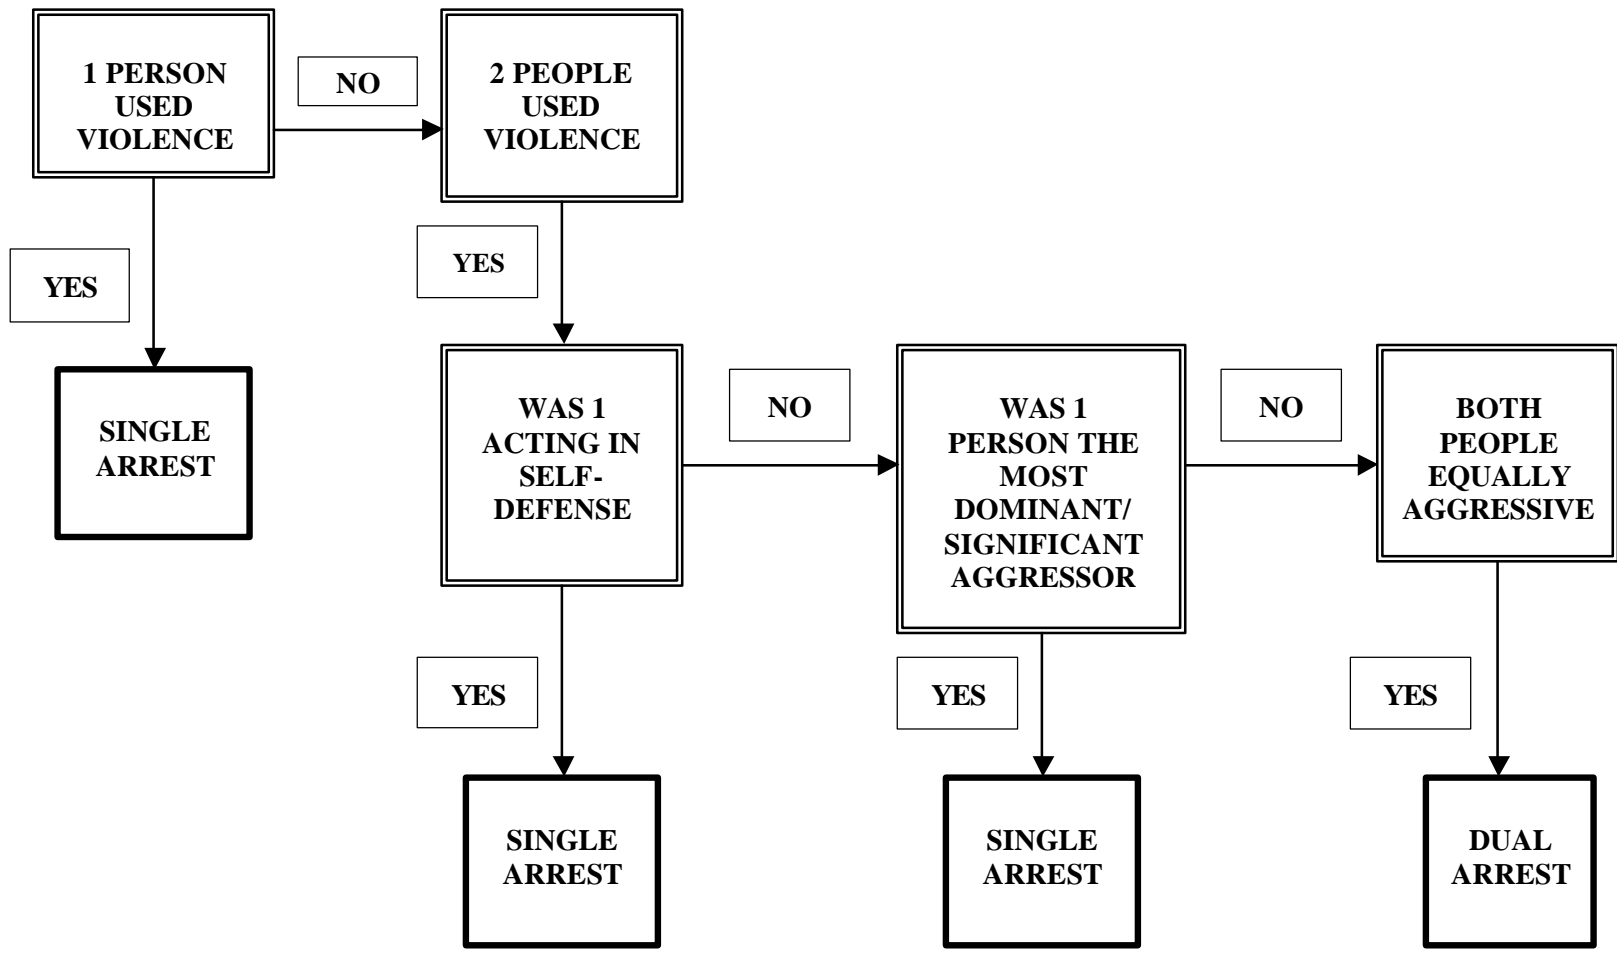 1 PERSON
USED
VIOLENCE
NO
2 PEOPLE
USED
VIOLENCE
YES
YES
SINGLE
ARREST
WAS 1
ACTING IN
SELF-
DEFENSE
NO
WAS 1
PERSON THE
MOST
DOMINANT/
SIGNIFICANT
AGGRESSOR
NO
BOTH
PEOPLE
EQUALLY
AGGRESSIVE
YES
YES
YES
SINGLE
ARREST
SINGLE
ARREST
DUAL
ARREST